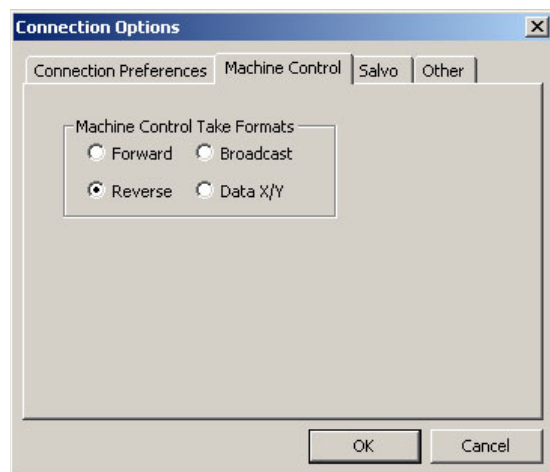 Connection Options
Connection Preferences Machine Control Salvo Other
Machine Control Take Formats
Forward Broadcast
Reverse Data X/Y
OK Cancel